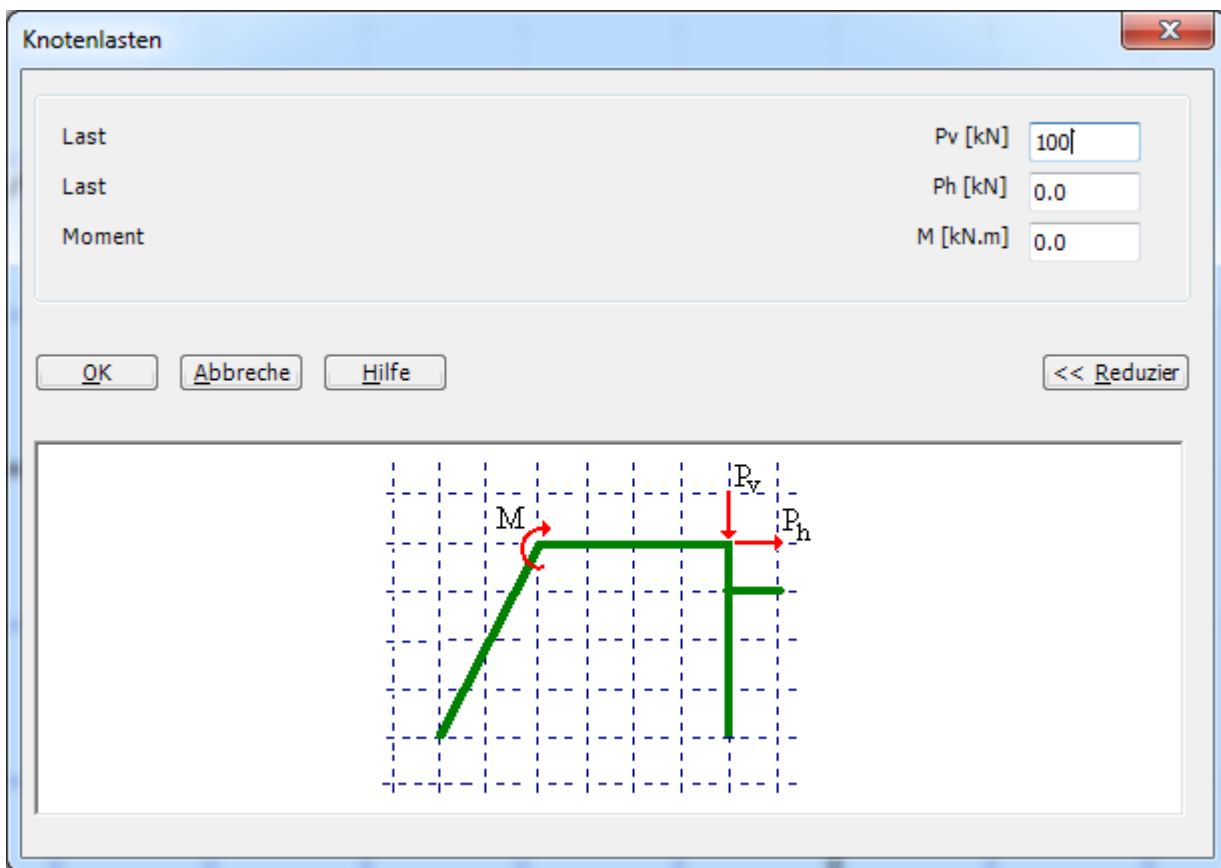 Knotenlasten
Last Pv [kN] 100
Last Ph [kN] 0.0
Moment M [kN.m] 0.0
OK Abbreche Hilfe << Reduzier
Pv
M Ph